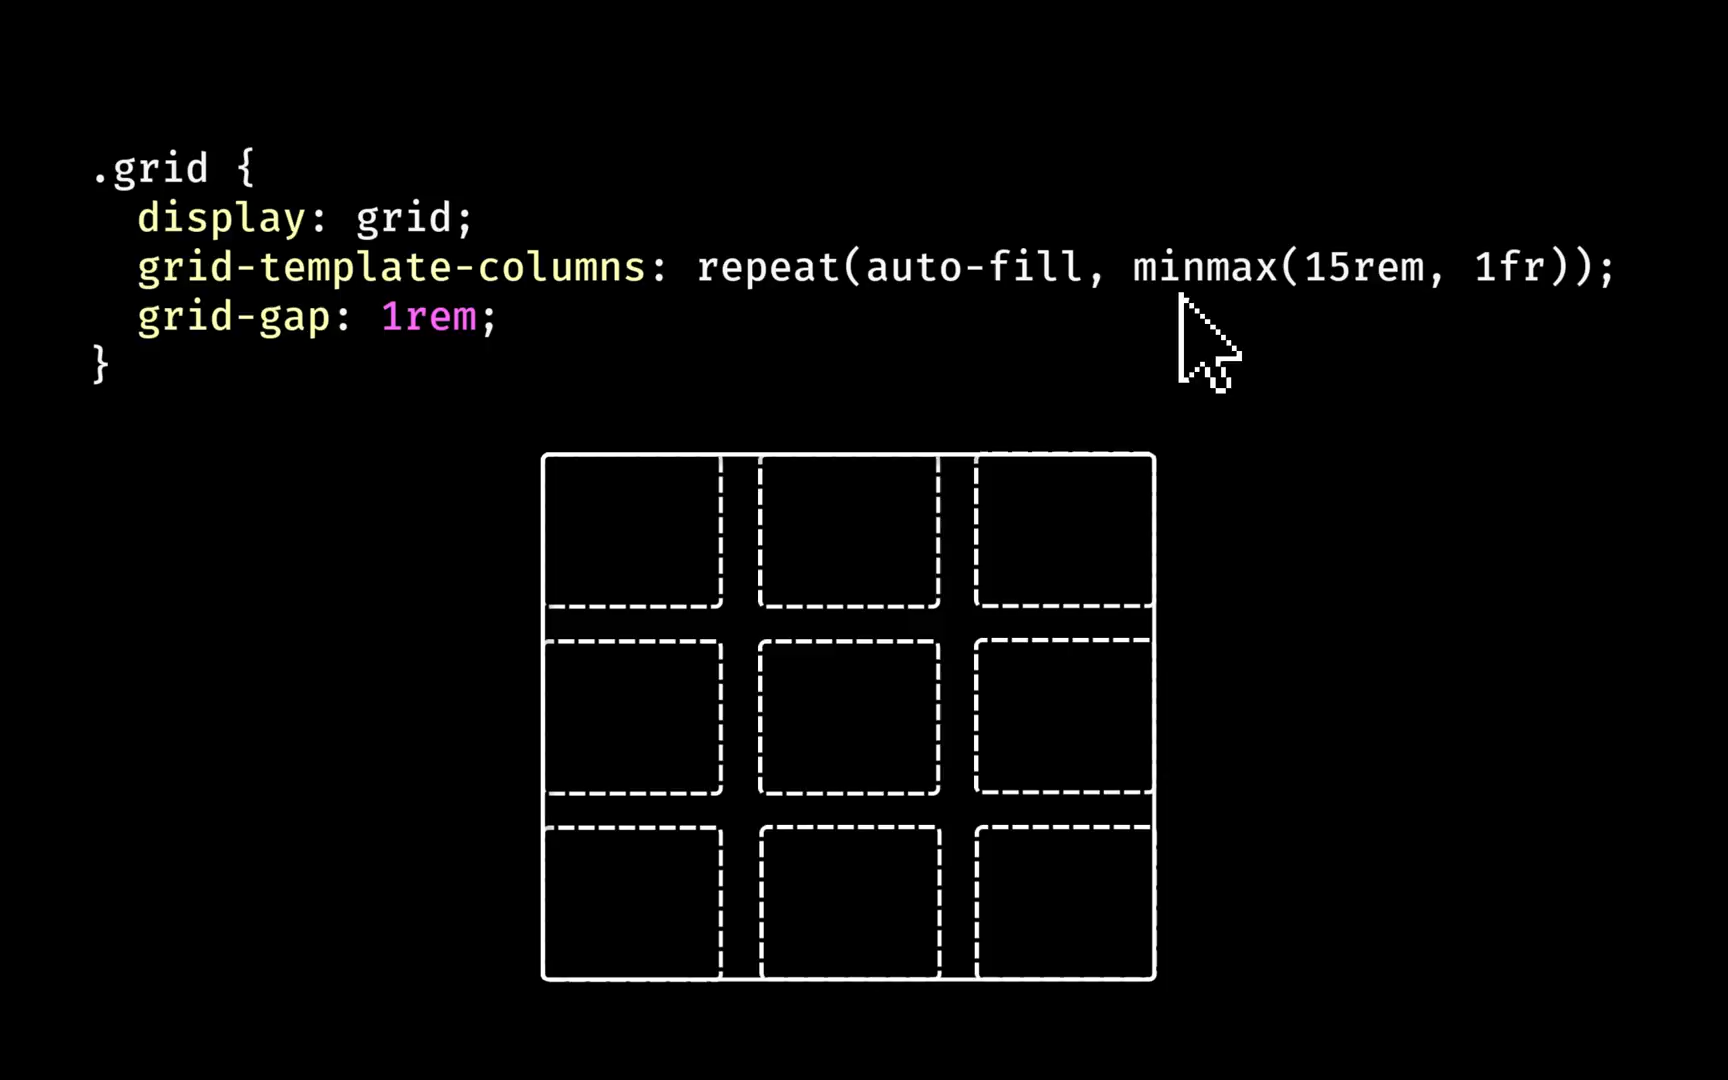 .grid {
  display: grid;
  grid-template-columns: repeat(auto-fill, minmax(15rem, 1fr));
  grid-gap: 1rem;
}